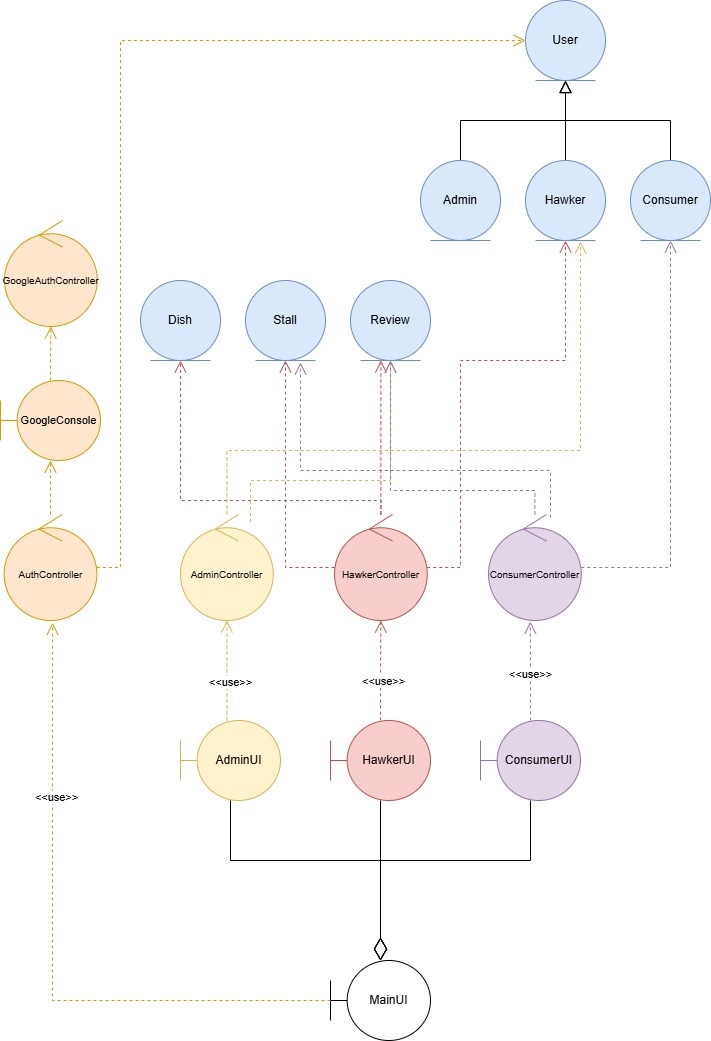 User
Admin
Hawker
Consumer
GoogleAuthController
Dish
Stall
Review
GoogleConsole
AuthController
AdminController
HawkerController
ConsumerController
<<use>>
<<use>>
<<use>>
AdminUI
HawkerUI
ConsumerUI
<<use>>
MainUI